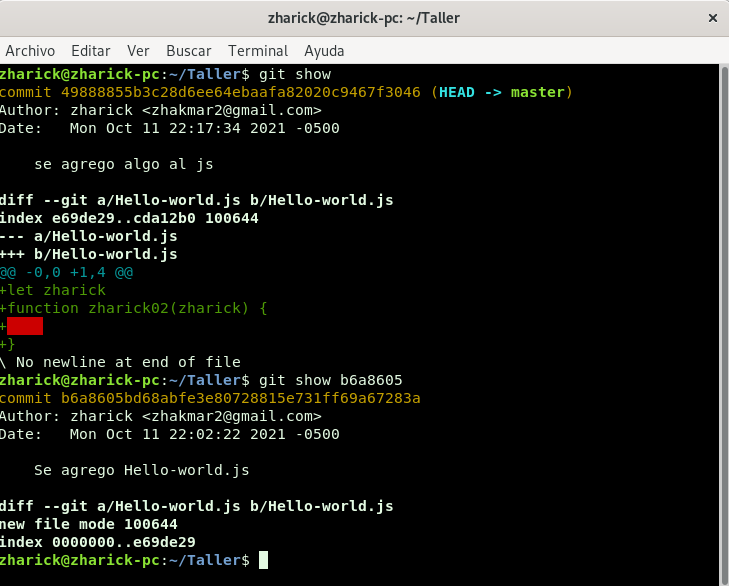 zharick@zharick-pc: ~/Taller ×
Archivo Editar Ver Buscar Terminal Ayuda
zharick@zharick-pc:~/Taller$ git show
commit 49888855b3c28d6ee64ebaafa82020c9467f3046 (HEAD -> master)
Author: zharick <zhakmar2@gmail.com>
Date:   Mon Oct 11 22:17:34 2021 -0500
    se agrego algo al js
diff --git a/Hello-world.js b/Hello-world.js
index e69de29..cda12b0 100644
--- a/Hello-world.js
+++ b/Hello-world.js
@@ -0,0 +1,4 @@
+let zharick
+function zharick02(zharick) {
+
+}
\ No newline at end of file
zharick@zharick-pc:~/Taller$ git show b6a8605
commit b6a8605bd68abfe3e80728815e731ff69a67283a
Author: zharick <zhakmar2@gmail.com>
Date:   Mon Oct 11 22:02:22 2021 -0500
    Se agrego Hello-world.js
diff --git a/Hello-world.js b/Hello-world.js
new file mode 100644
index 0000000..e69de29
zharick@zharick-pc:~/Taller$